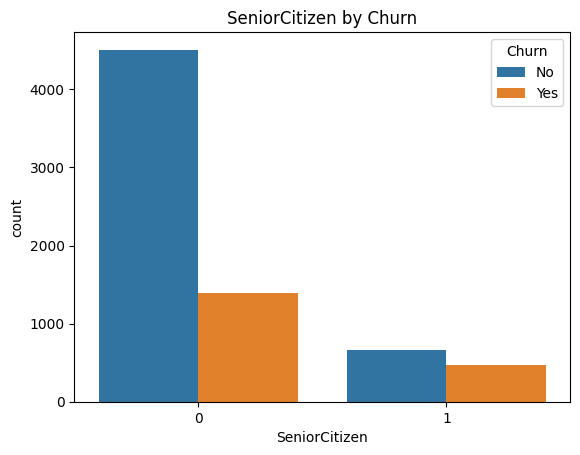 SeniorCitizen by Churn
Churn
No
Yes
4000
3000
2000
1000
0
count
0 1
SeniorCitizen